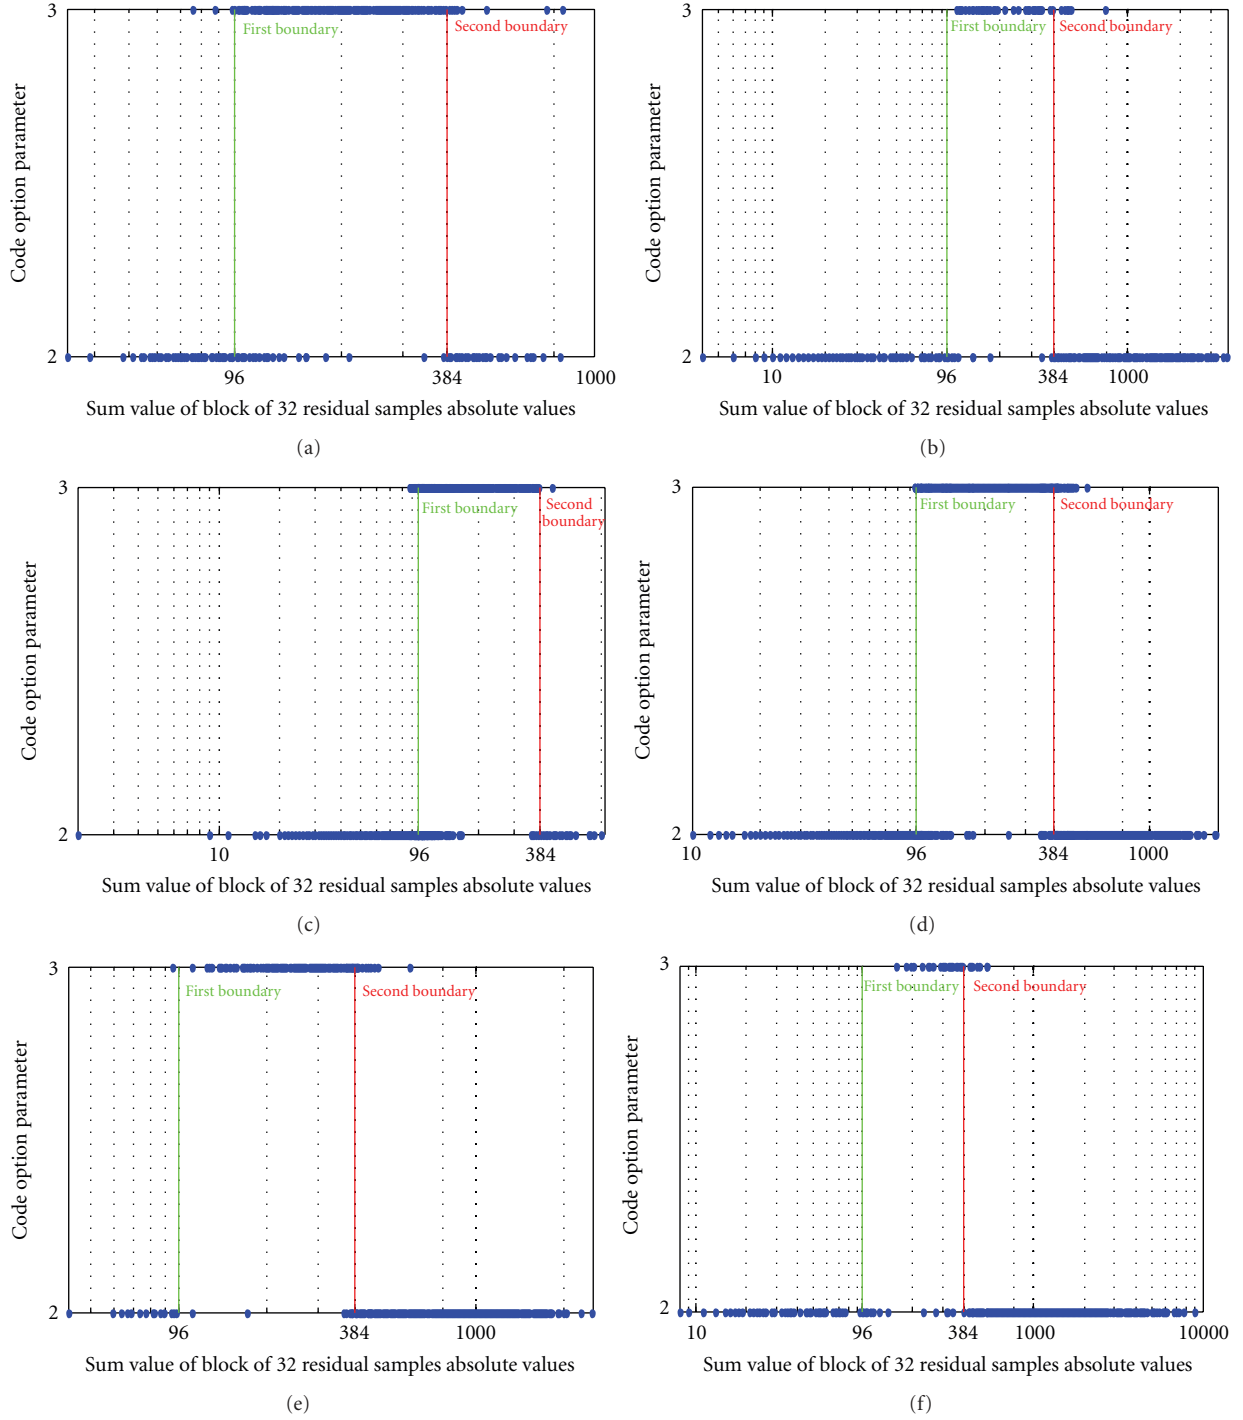 3
First boundary
Second boundary
Code option parameter
2
96
384
1000
Sum value of block of 32 residual samples absolute values
(a)
3
First boundary
Second boundary
Code option parameter
2
10
96
384
1000
Sum value of block of 32 residual samples absolute values
(b)
3
First boundary
Second
boundary
Code option parameter
2
10
96
384
Sum value of block of 32 residual samples absolute values
(c)
3
First boundary
Second boundary
Code option parameter
2
10
96
384
1000
Sum value of block of 32 residual samples absolute values
(d)
3
First boundary
Second boundary
Code option parameter
2
96
384
1000
Sum value of block of 32 residual samples absolute values
(e)
3
First boundary
Second boundary
Code option parameter
2
10
96
384
1000
10000
Sum value of block of 32 residual samples absolute values
(f)